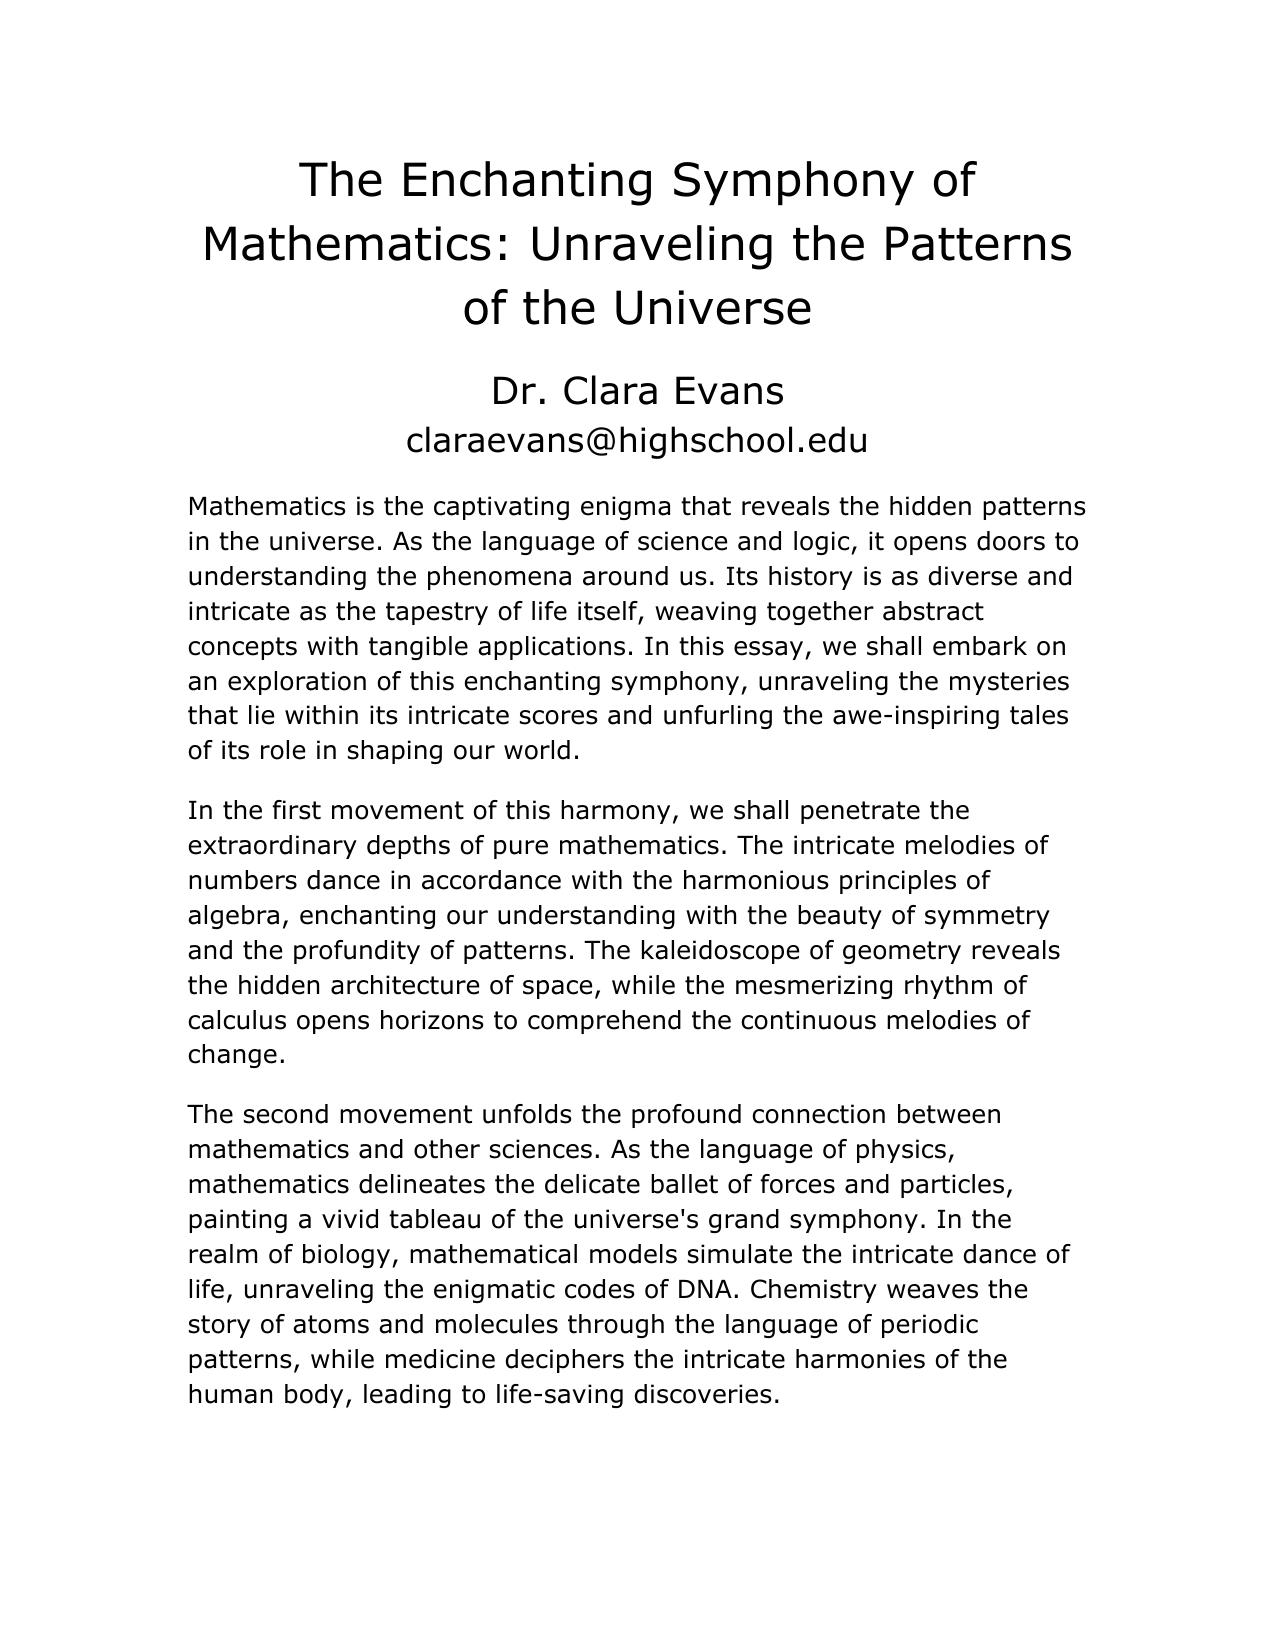 The Enchanting Symphony of
Mathematics: Unraveling the Patterns
of the Universe
Dr. Clara Evans
claraevans@highschool.edu
Mathematics is the captivating enigma that reveals the hidden patterns
in the universe. As the language of science and logic, it opens doors to
understanding the phenomena around us. Its history is as diverse and
intricate as the tapestry of life itself, weaving together abstract
concepts with tangible applications. In this essay, we shall embark on
an exploration of this enchanting symphony, unraveling the mysteries
that lie within its intricate scores and unfurling the awe-inspiring tales
of its role in shaping our world.
In the first movement of this harmony, we shall penetrate the
extraordinary depths of pure mathematics. The intricate melodies of
numbers dance in accordance with the harmonious principles of
algebra, enchanting our understanding with the beauty of symmetry
and the profundity of patterns. The kaleidoscope of geometry reveals
the hidden architecture of space, while the mesmerizing rhythm of
calculus opens horizons to comprehend the continuous melodies of
change.
The second movement unfolds the profound connection between
mathematics and other sciences. As the language of physics,
mathematics delineates the delicate ballet of forces and particles,
painting a vivid tableau of the universe's grand symphony. In the
realm of biology, mathematical models simulate the intricate dance of
life, unraveling the enigmatic codes of DNA. Chemistry weaves the
story of atoms and molecules through the language of periodic
patterns, while medicine deciphers the intricate harmonies of the
human body, leading to life-saving discoveries.